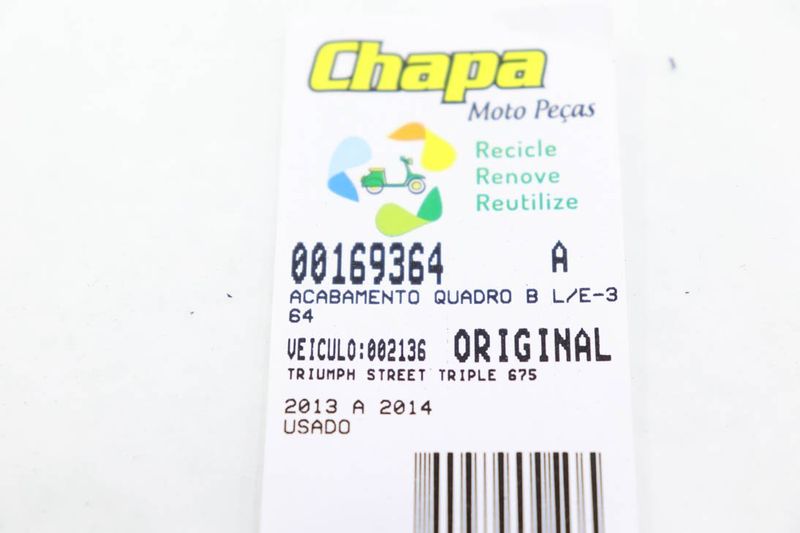 Chapa
Moto Peças
Recicle
Renove
Reutilize
00169364 A
ACABAMENTO QUADRO B L/E-3
64
VEICULO:002136 ORIGINAL
TRIUMPH STREET TRIPLE 675
2013 A 2014
USADO